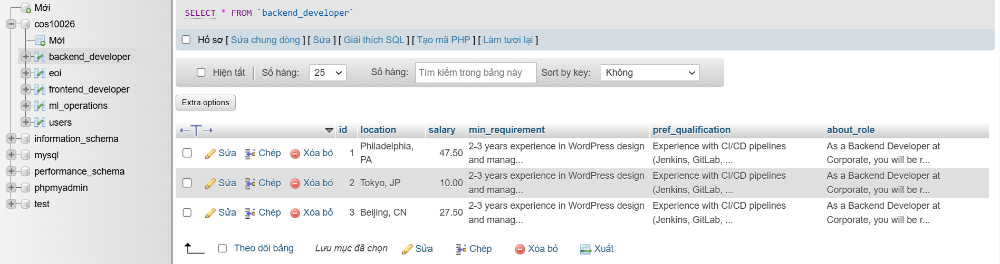 Mới
cos10026
Mới
backend_developer
eoi
frontend_developer
ml_operations
users
information_schema
mysql
performance_schema
phpmyadmin
test
SELECT * FROM `backend_developer`
Hồ sơ [ Sửa chung dòng ] [ Sửa ] [ Giải thích SQL ] [ Tạo mã PHP ] [ Làm tươi lại ]
Hiện tất Số hàng: 25 Số hàng: Tìm kiếm trong bảng này Sort by key: Không
Extra options
id location salary min_requirement pref_qualification about_role
Sửa Chép Xóa bỏ 1 Philadelphia, PA 47.50 2-3 years experience in WordPress design and manag... Experience with CI/CD pipelines (Jenkins, GitLab, ... As a Backend Developer at Corporate, you will be r...
Sửa Chép Xóa bỏ 2 Tokyo, JP 10.00 2-3 years experience in WordPress design and manag... Experience with CI/CD pipelines (Jenkins, GitLab, ... As a Backend Developer at Corporate, you will be r...
Sửa Chép Xóa bỏ 3 Beijing, CN 27.50 2-3 years experience in WordPress design and manag... Experience with CI/CD pipelines (Jenkins, GitLab, ... As a Backend Developer at Corporate, you will be r...
Theo dõi bảng Lưu mục đã chọn Sửa Chép Xóa bỏ Xuất